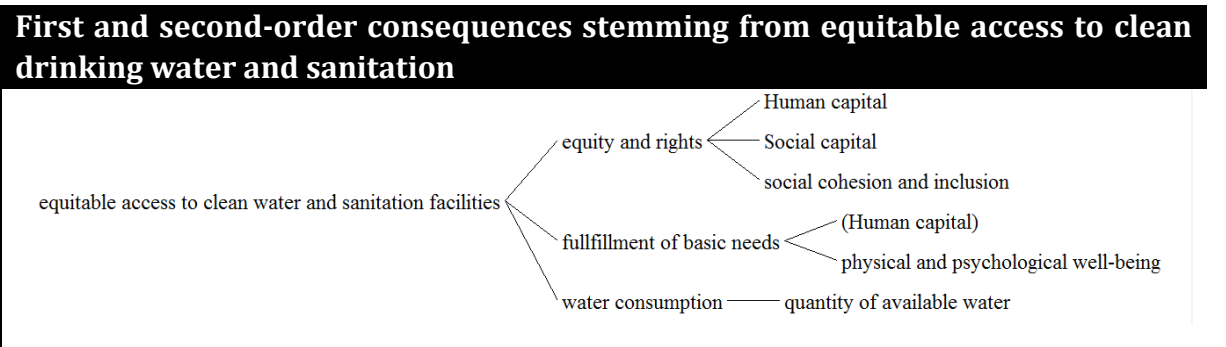 First and second-order consequences stemming from equitable access to clean
drinking water and sanitation
Human capital
equity and rights
Social capital
social cohesion and inclusion
equitable access to clean water and sanitation facilities
(Human capital)
fullfillment of basic needs
physical and psychological well-being
water consumption
quantity of available water